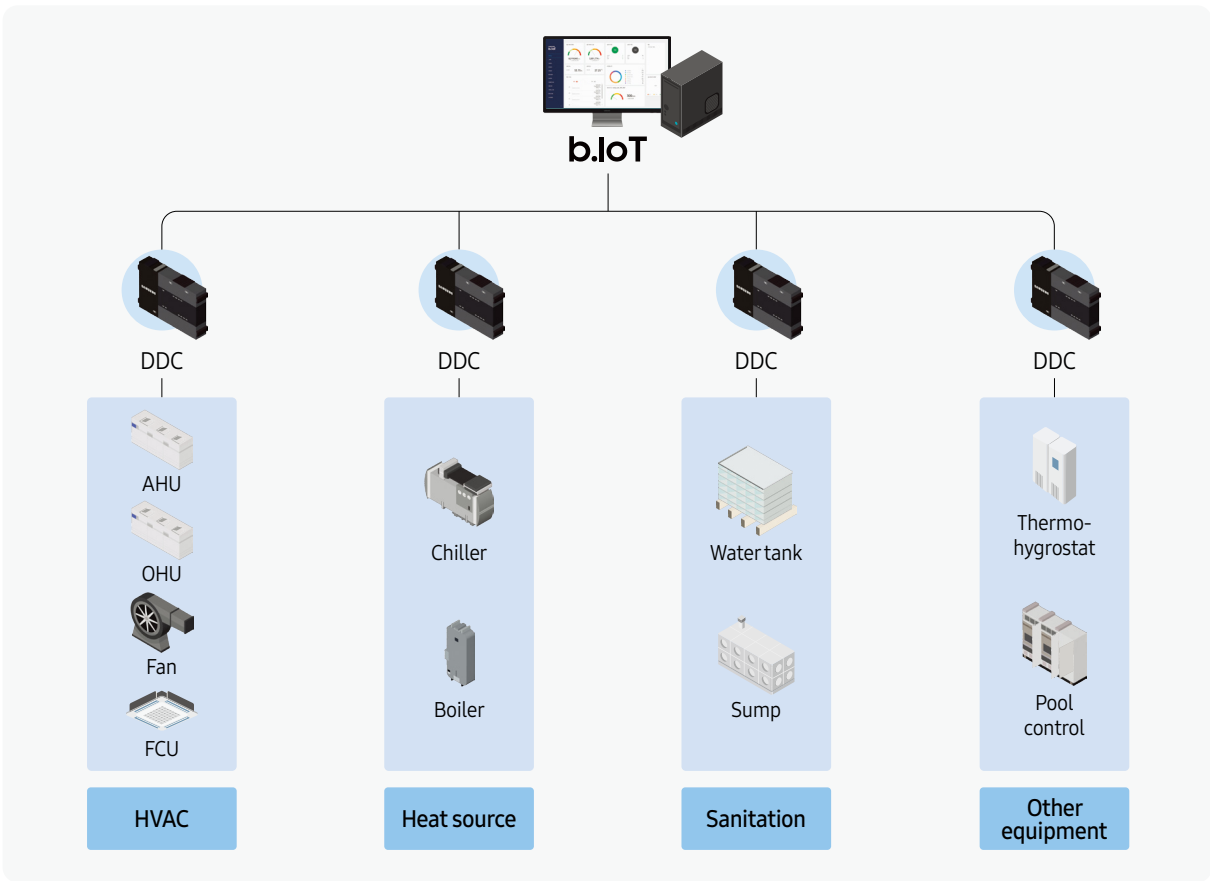 b.IoT
DDC
DDC
DDC
DDC
AHU
OHU
Fan
FCU
HVAC
Chiller
Boiler
Heat source
Water tank
Sump
Sanitation
Thermo-
hygrostat
Pool
control
Other
equipment